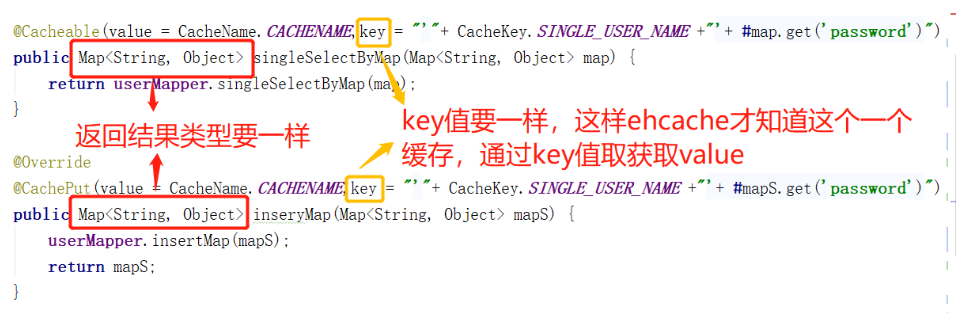 @Cacheable(value = CacheName.CACHENAME,key = "'"+ CacheKey.SINGLE_USER_NAME +"'+ #map.get('password')")
public Map<String, Object> singleSelectByMap(Map<String, Object> map) {
return userMapper.singleSelectByMap(map);
}
返回结果类型要一样
key值要一样，这样ehcache才知道这个一个
缓存，通过key值取获取value
@Override
@CachePut(value = CacheName.CACHENAME,key = "'"+ CacheKey.SINGLE_USER_NAME +"'+ #mapS.get('password')")
public Map<String, Object> inseryMap(Map<String, Object> mapS) {
userMapper.insertMap(mapS);
return mapS;
}